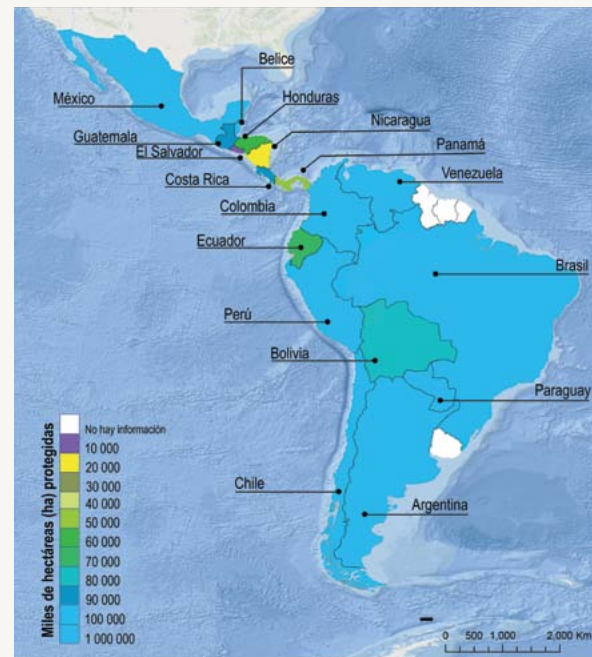 Belice
México
Honduras
Nicaragua
Guatemala
El Salvador
Panamá
Costa Rica
Venezuela
Colombia
Ecuador
Brasil
Perú
Bolivia
Paraguay
Chile
Argentina
Miles de hectáreas (ha) protegidas
No hay información
10 000
20 000
30 000
40 000
50 000
60 000
70 000
80 000
90 000
100 000
1 000 000
0 500 1,000 2,000 Km